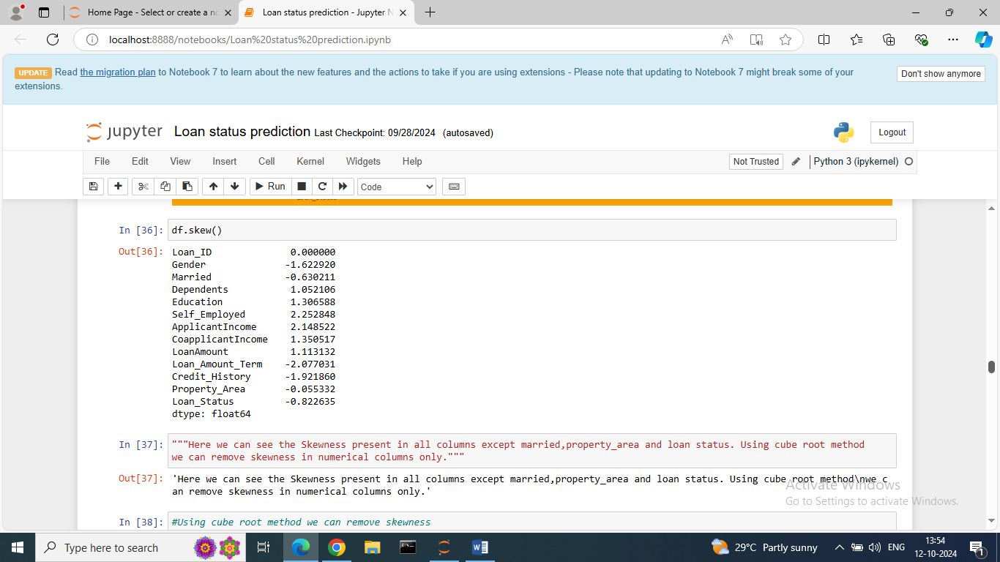 Home Page - Select or create a n
Loan status prediction - Jupyter N
localhost:8888/notebooks/Loan%20status%20prediction.ipynb
UPDATE Read the migration plan to Notebook 7 to learn about the new features and the actions to take if you are using extensions - Please note that updating to Notebook 7 might break some of your
extensions.
Don't show anymore
jupyter Loan status prediction Last Checkpoint: 09/28/2024 (autosaved)
Logout
File Edit View Insert Cell Kernel Widgets Help
Not Trusted Python 3 (ipykernel)
Run Code
In [36]: df.skew()
Out[36]: Loan_ID 0.000000
Gender -1.622920
Married -0.630211
Dependents 1.052106
Education 1.306588
Self_Employed 2.252848
ApplicantIncome 2.148522
CoapplicantIncome 1.350517
LoanAmount 1.113132
Loan_Amount_Term -2.077031
Credit_History -1.921860
Property_Area -0.055332
Loan_Status -0.822635
dtype: float64
In [37]: """Here we can see the Skewness present in all columns except married,property_area and loan status. Using cube root method
we can remove skewness in numerical columns only."""
Out[37]: 'Here we can see the Skewness present in all columns except married,property_area and loan status. Using cube root method\nwe c
an remove skewness in numerical columns only.'
Activate Windows
Go to Settings to activate Windows.
In [38]: #Using cube root method we can remove skewness
Type here to search
29°C Partly sunny
ENG
13:54
12-10-2024
1